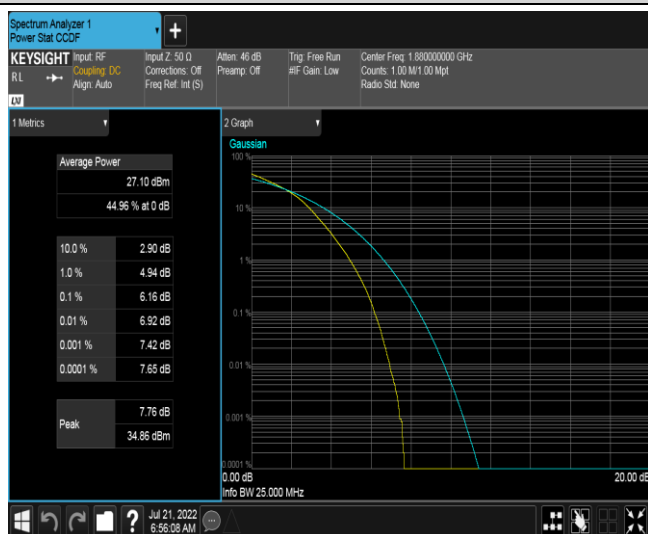 Spectrum Analyzer 1
Power Stat CCDF
+
KEYSIGHT
RL
LXI
Input: RF
Coupling: DC
Align: Auto
Input Z: 50 Ω
Corrections: Off
Freq Ref: Int (S)
Atten: 46 dB
Preamp: Off
Trig: Free Run
#IF Gain: Low
Center Freq: 1.880000000 GHz
Counts: 1.00 M/1.00 Mpt
Radio Std: None
1 Metrics
Average Power
27.10 dBm
44.96 % at 0 dB
10.0 % 2.90 dB
1.0 % 4.94 dB
0.1 % 6.16 dB
0.01 % 6.92 dB
0.001 % 7.42 dB
0.0001 % 7.65 dB
Peak
7.76 dB
34.86 dBm
2 Graph
Gaussian
100 %
10 %
1 %
0.1 %
0.01 %
0.001 %
0.0001 %
0.00 dB
20.00 dB
Info BW 25.000 MHz
?
Jul 21, 2022
6:56:08 AM